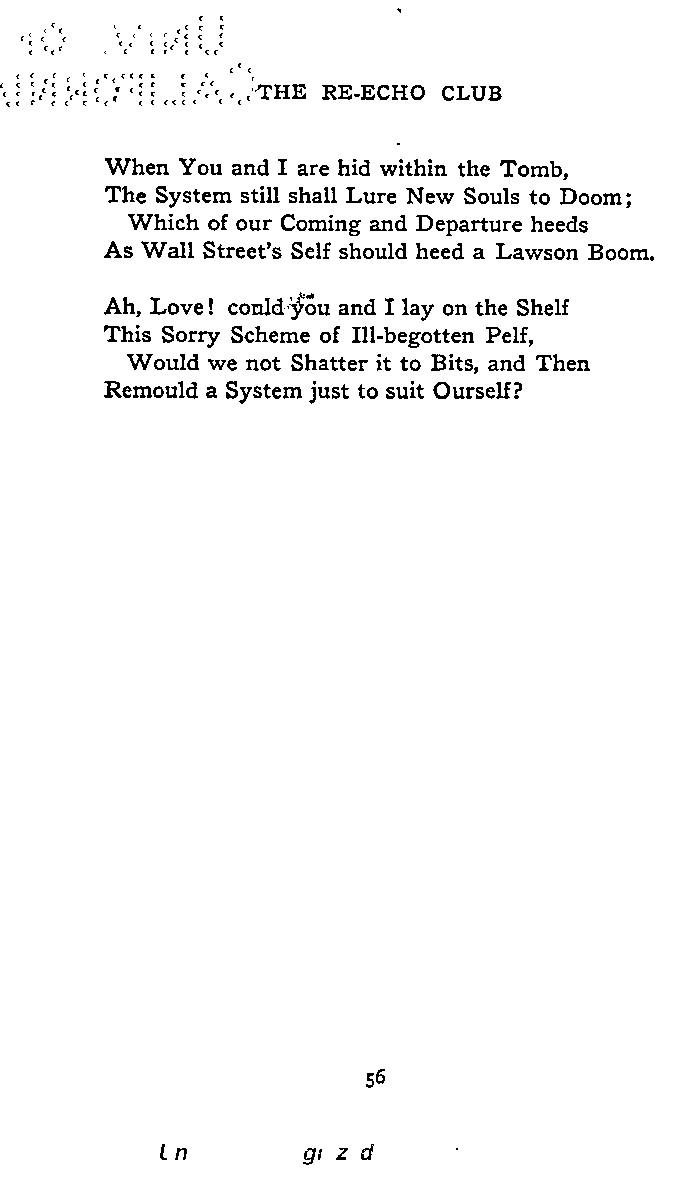 THE RE-ECHO CLUB
When You and I are hid within the Tomb,
The System still shall Lure New Souls to Doom;
Which of our Coming and Departure heeds
As Wall Street's Self should heed a Lawson Boom.
Ah, Love! could you and I lay on the Shelf
This Sorry Scheme of Ill-begotten Pelf,
Would we not Shatter it to Bits, and Then
Remould a System just to suit Ourself?
56